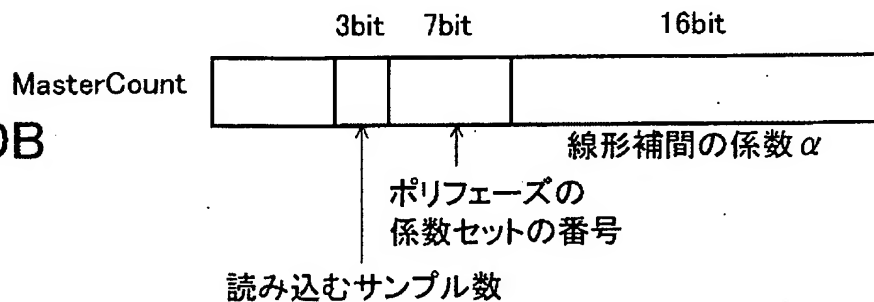 3bit 7bit 16bit
MasterCount
線形補間の係数α
ポリフェーズの
係数セットの番号
読み込むサンプル数